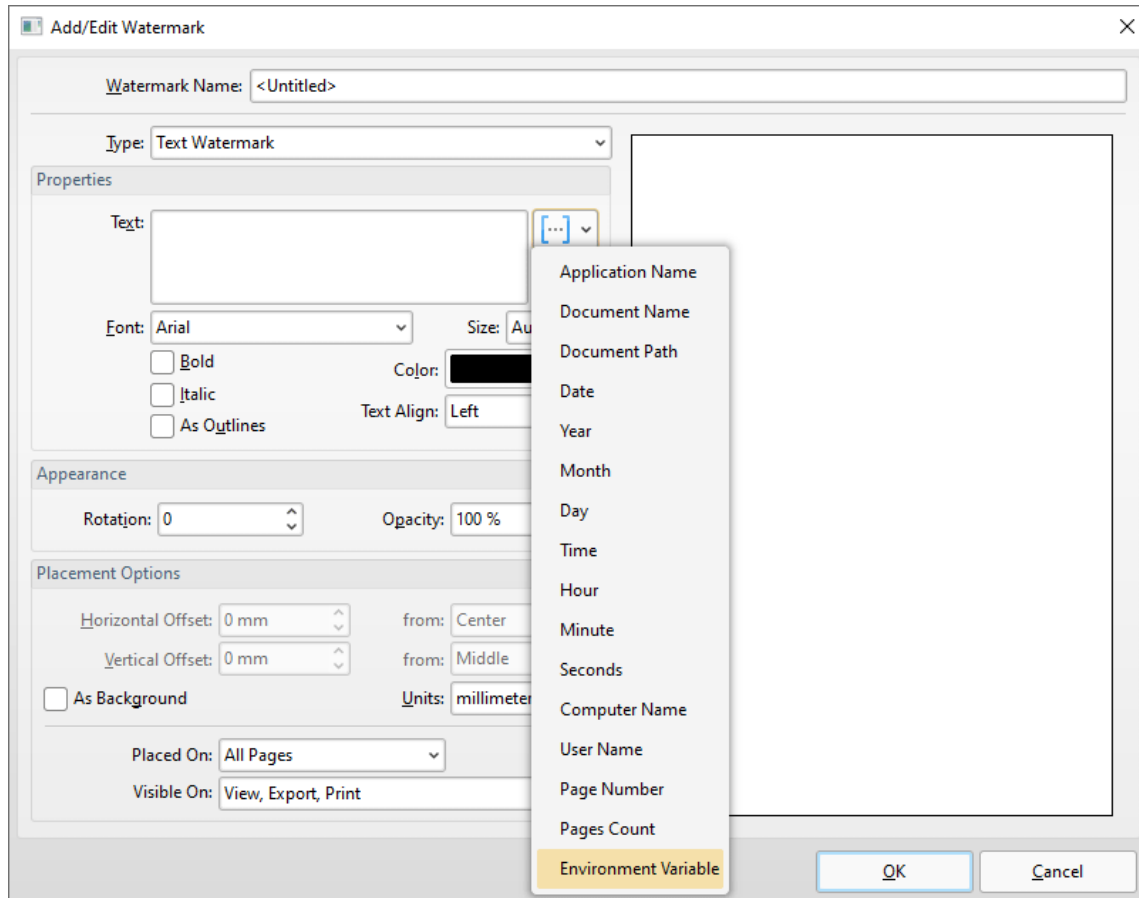 Add/Edit Watermark
Watermark Name: <Untitled>
Type: Text Watermark
Properties
Text:
[...]
Application Name
Document Name
Document Path
Date
Year
Month
Day
Time
Hour
Minute
Seconds
Computer Name
User Name
Page Number
Pages Count
Environment Variable
Font: Arial
Size: Au
Bold
Italic
As Outlines
Color:
Text Align: Left
Appearance
Rotation: 0
Opacity: 100 %
Placement Options
Horizontal Offset: 0 mm
from: Center
Vertical Offset: 0 mm
from: Middle
As Background
Units: millimeter
Placed On: All Pages
Visible On: View, Export, Print
OK
Cancel